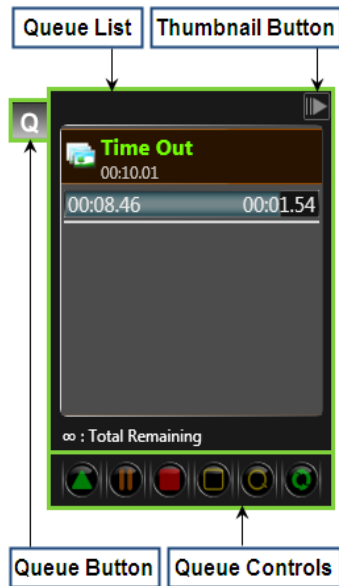 Queue List
Thumbnail Button
Q
Time Out
00:10.01
00:08.46
00:01.54
∞ : Total Remaining
Queue Button
Queue Controls